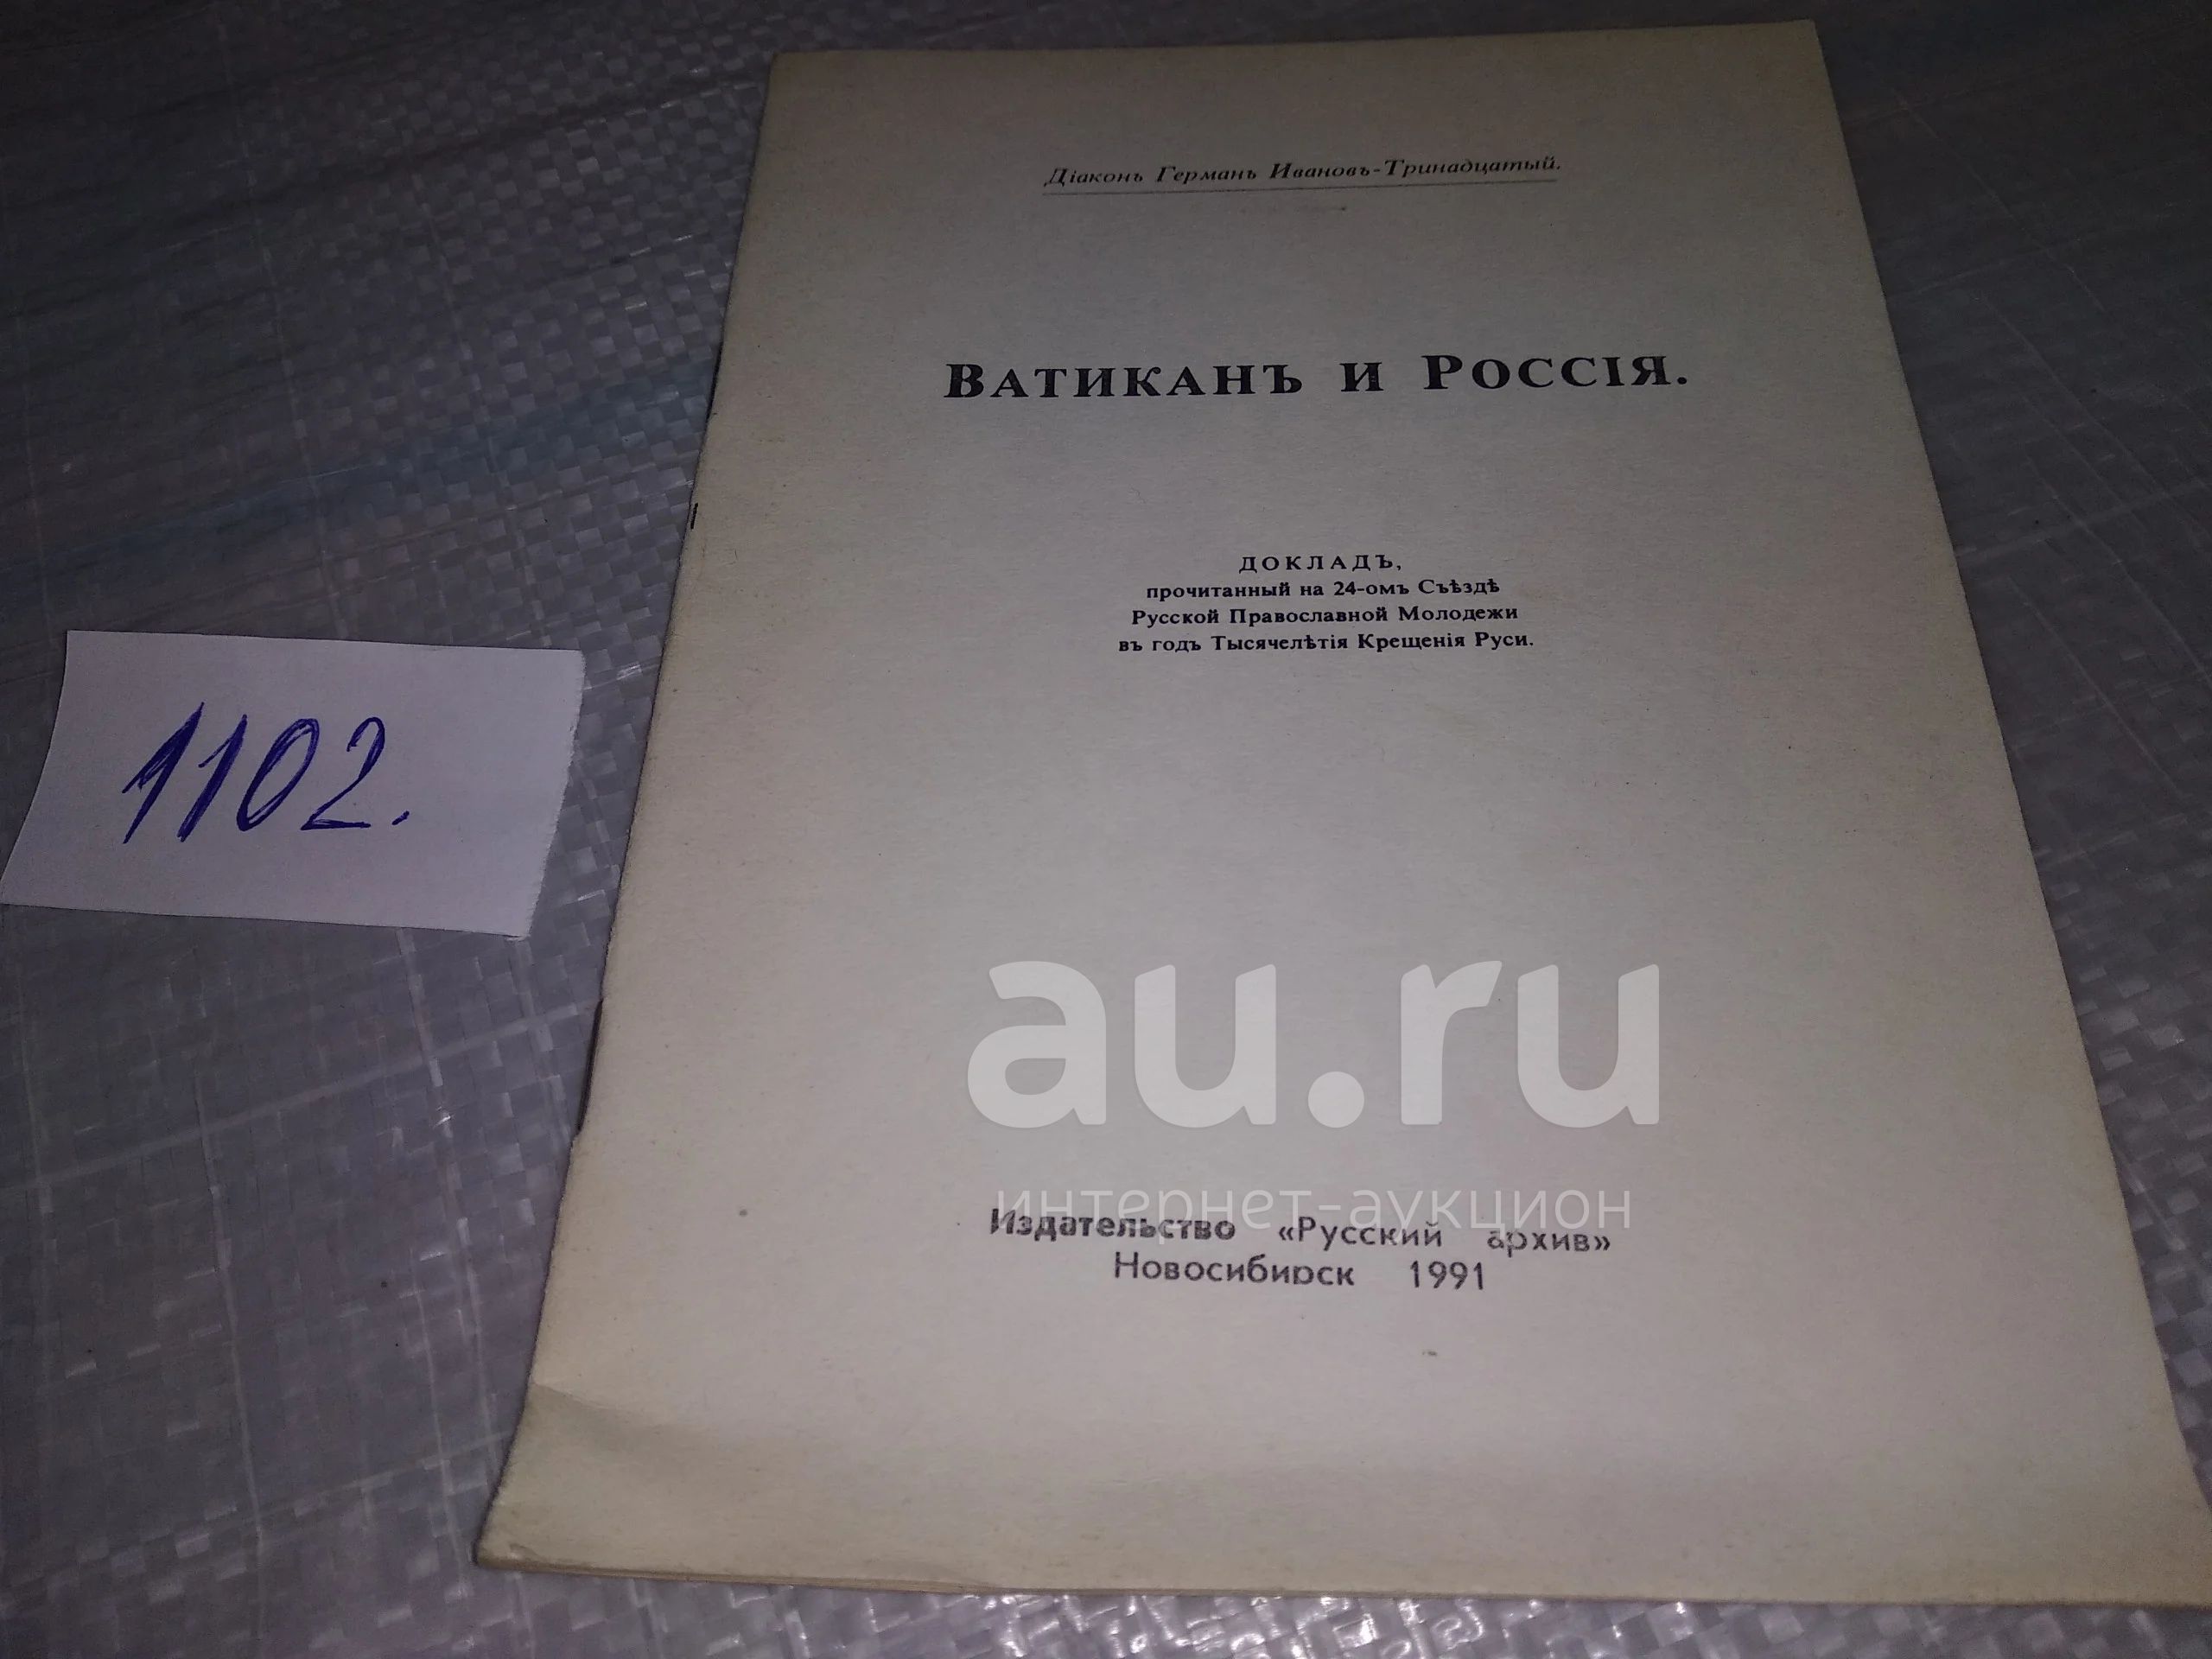 Діаконъ Германъ Ивановъ-Тринадцатый.
Ватиканъ и Россія.
ДОКЛАДЪ,
прочитанный на 24-омъ Съѣздѣ
Русской Православной Молодежи
въ годъ Тысячелѣтія Крещенія Руси.
1102.
au.ru
интернет-аукцион
Издательство «Русский архив»
Новосибирск 1991